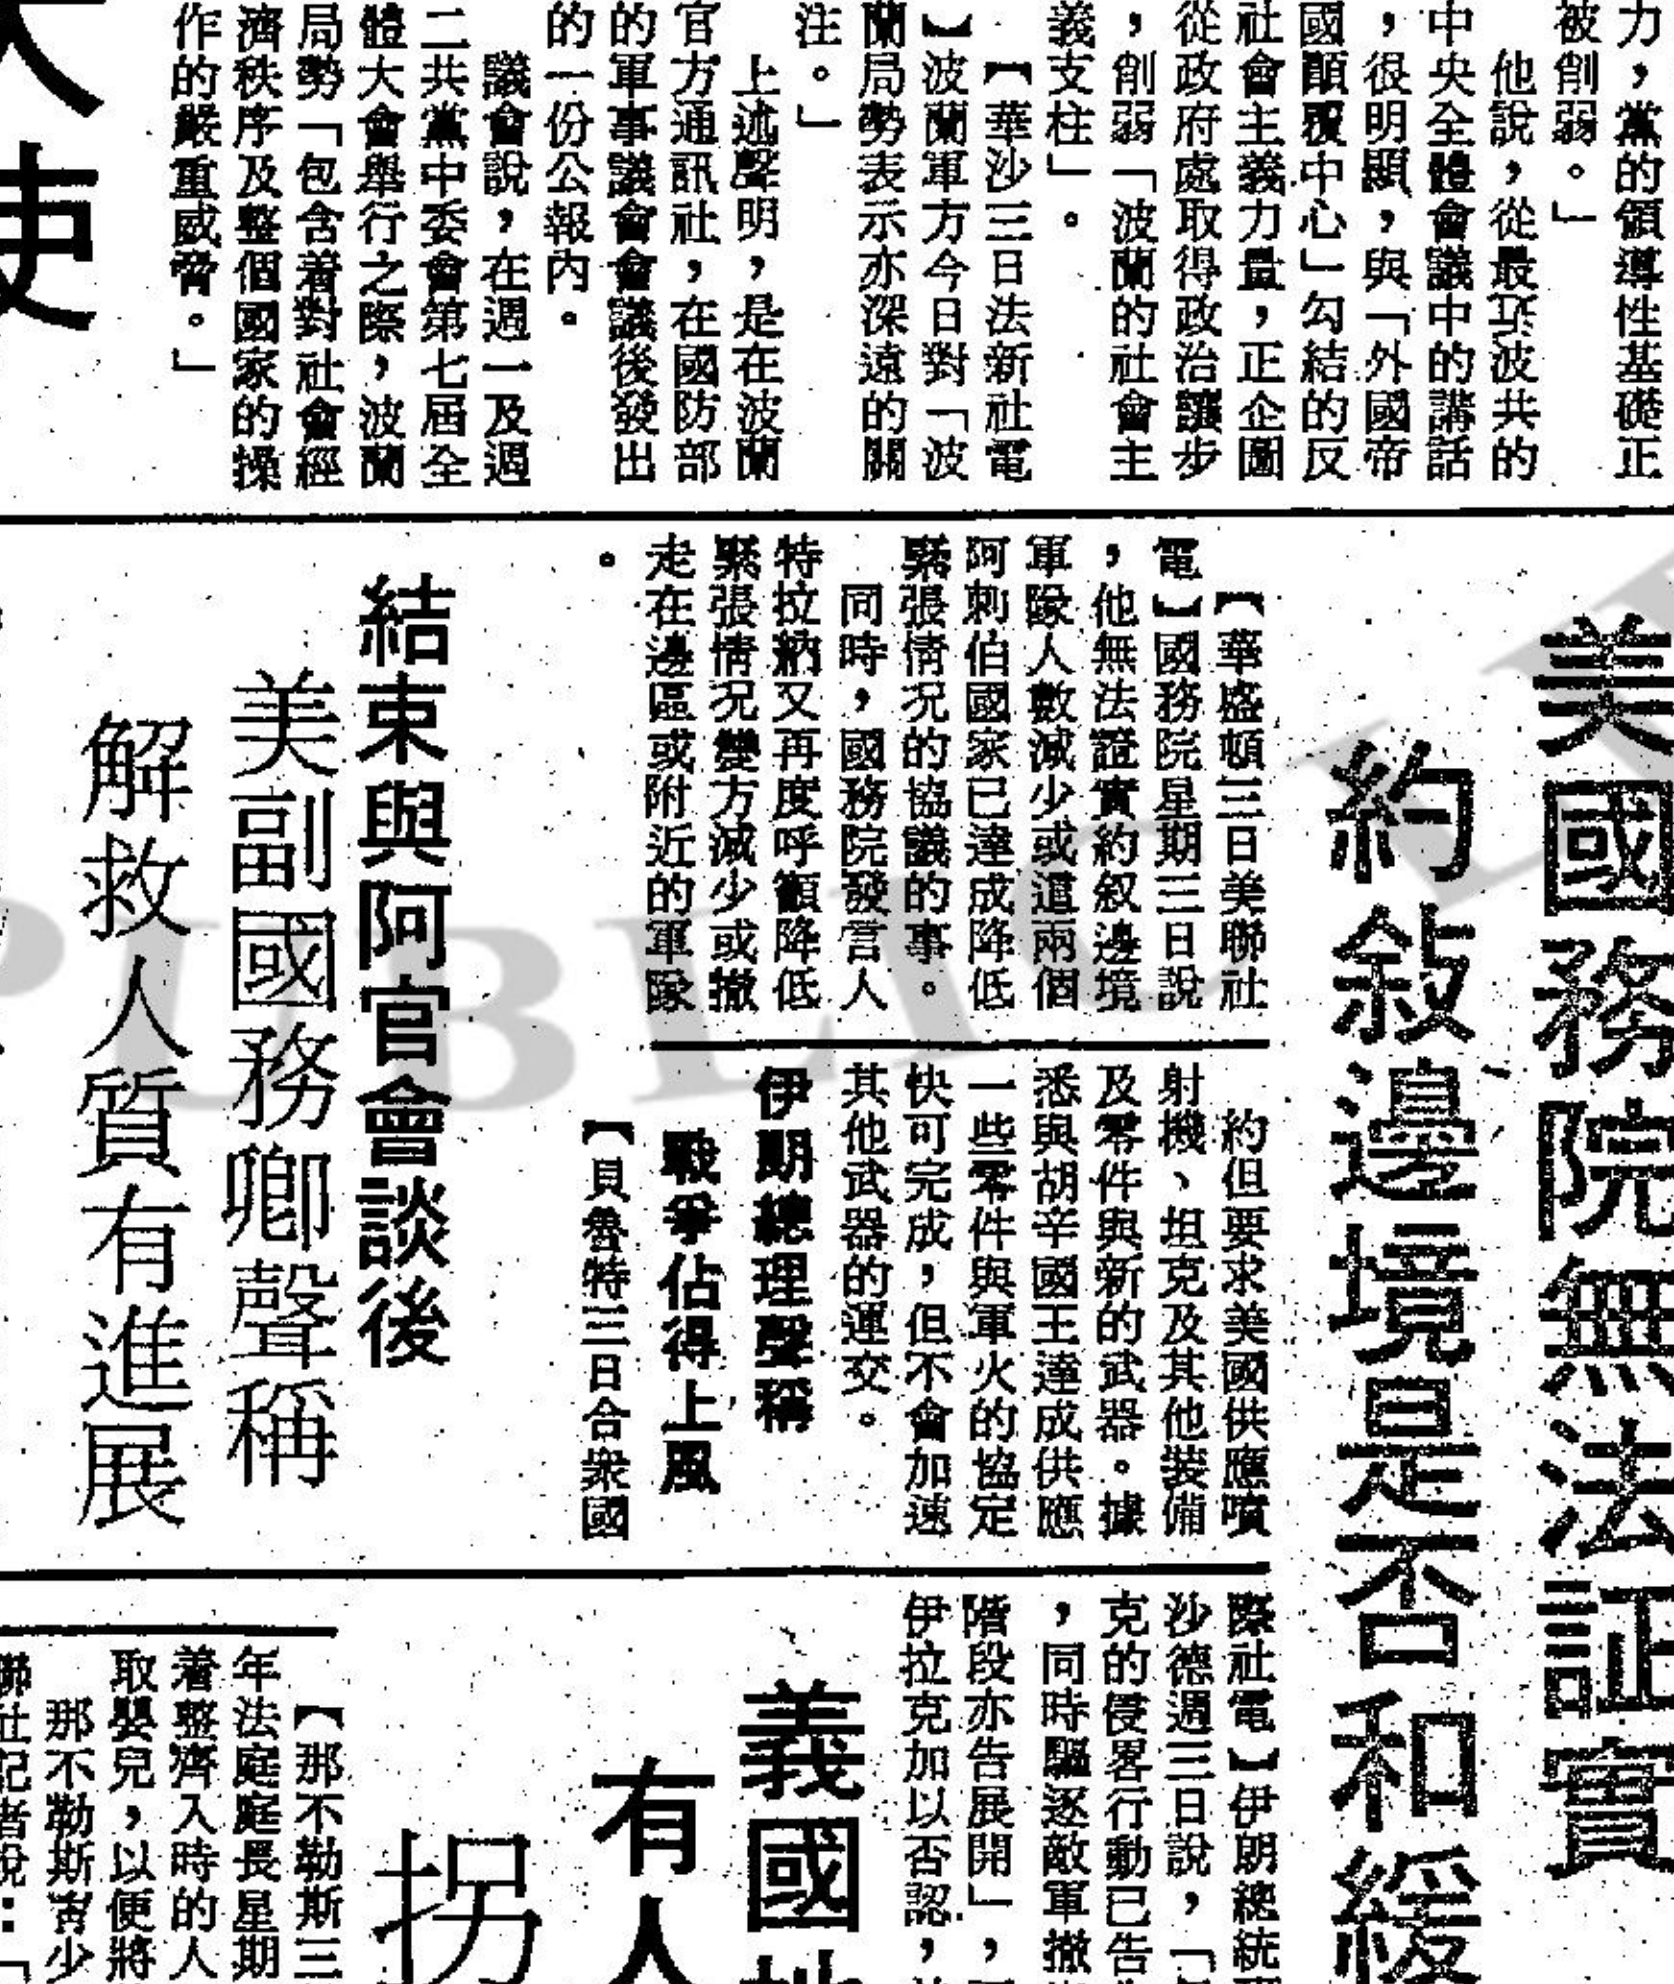 力，黨的領導性基礎正
被削弱。」
他說，從最近波共的
中央全體會議中的講話
，很明顯，與「外國帝
國顛覆中心」勾結的反
社會主義力量，正企圖
從政府處取得政治讓步
，削弱「波蘭的社會主
義支柱」。
【華沙三日法新社電
】波蘭軍方今日對「波
蘭局勢表示亦深遠的關
注。」
上述聲明，是在波蘭
官方通訊社，在國防部
的軍事議會會議後發出
的一份公報內。
議會說，在週一及週
二共黨中委會第七屆全
體大會舉行之際，波蘭
局勢「包含着對社會經
濟秩序及整個國家的操
作的嚴重威脅。」
大使
美國務院無法証實
約敍邊境是否和緩
【華盛頓三日美聯社
電】國務院星期三日說
，他無法證實約叙邊境
軍隊人數減少或這兩個
阿刺伯國家已達成降低
緊張情况的協議的事。
同時，國務院發言人
特拉納又再度呼籲降低
緊張情况雙方減少或撤
走在邊區或附近的軍隊
。
約但要求美國供應噴
射機、坦克及其他裝備
及零件與新的武器。據
悉與胡辛國王達成供應
一些零件與軍火的協定
快可完成，但不會加速
其他武器的運交。
伊朗總理聲稱
戰爭佔得上風
【貝魯特三日合衆國
際社電】伊朗總統
沙德週三日說，「
克的侵畧行動已告
，同時驅逐敵軍撤
階段亦告展開」，
伊拉克加以否認，
結束與阿官會談後
美副國務卿聲稱
解救人質有進展
義國
有人
拐
【那不勒斯三
年法庭庭長星期
着整齊入時的人
取嬰兒，以便將
那不勒斯青少
聯社記者說：「
PUBLIC